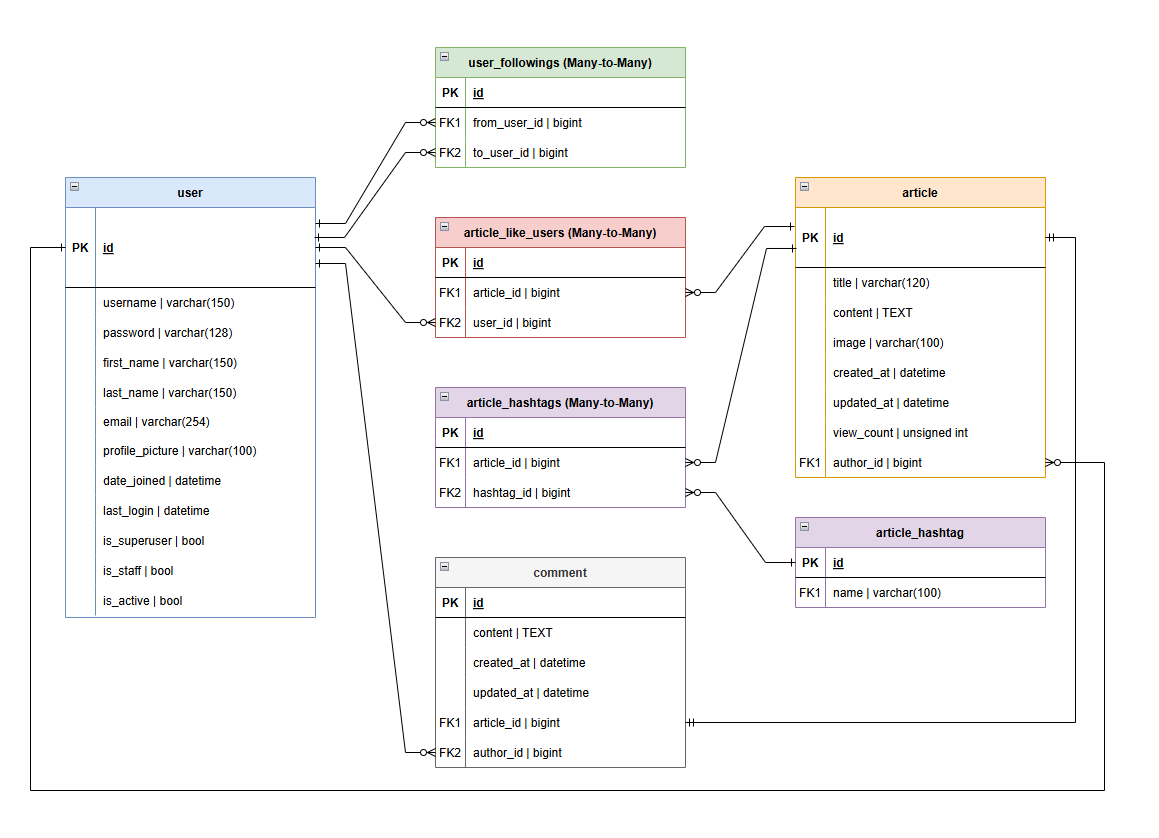 user_followings (Many-to-Many)
PK id
FK1 from_user_id | bigint
FK2 to_user_id | bigint
user
PK id
username | varchar(150)
password | varchar(128)
first_name | varchar(150)
last_name | varchar(150)
email | varchar(254)
profile_picture | varchar(100)
date_joined | datetime
last_login | datetime
is_superuser | bool
is_staff | bool
is_active | bool
article_like_users (Many-to-Many)
PK id
FK1 article_id | bigint
FK2 user_id | bigint
article_hashtags (Many-to-Many)
PK id
FK1 article_id | bigint
FK2 hashtag_id | bigint
comment
PK id
content | TEXT
created_at | datetime
updated_at | datetime
FK1 article_id | bigint
FK2 author_id | bigint
article
PK id
title | varchar(120)
content | TEXT
image | varchar(100)
created_at | datetime
updated_at | datetime
view_count | unsigned int
FK1 author_id | bigint
article_hashtag
PK id
FK1 name | varchar(100)